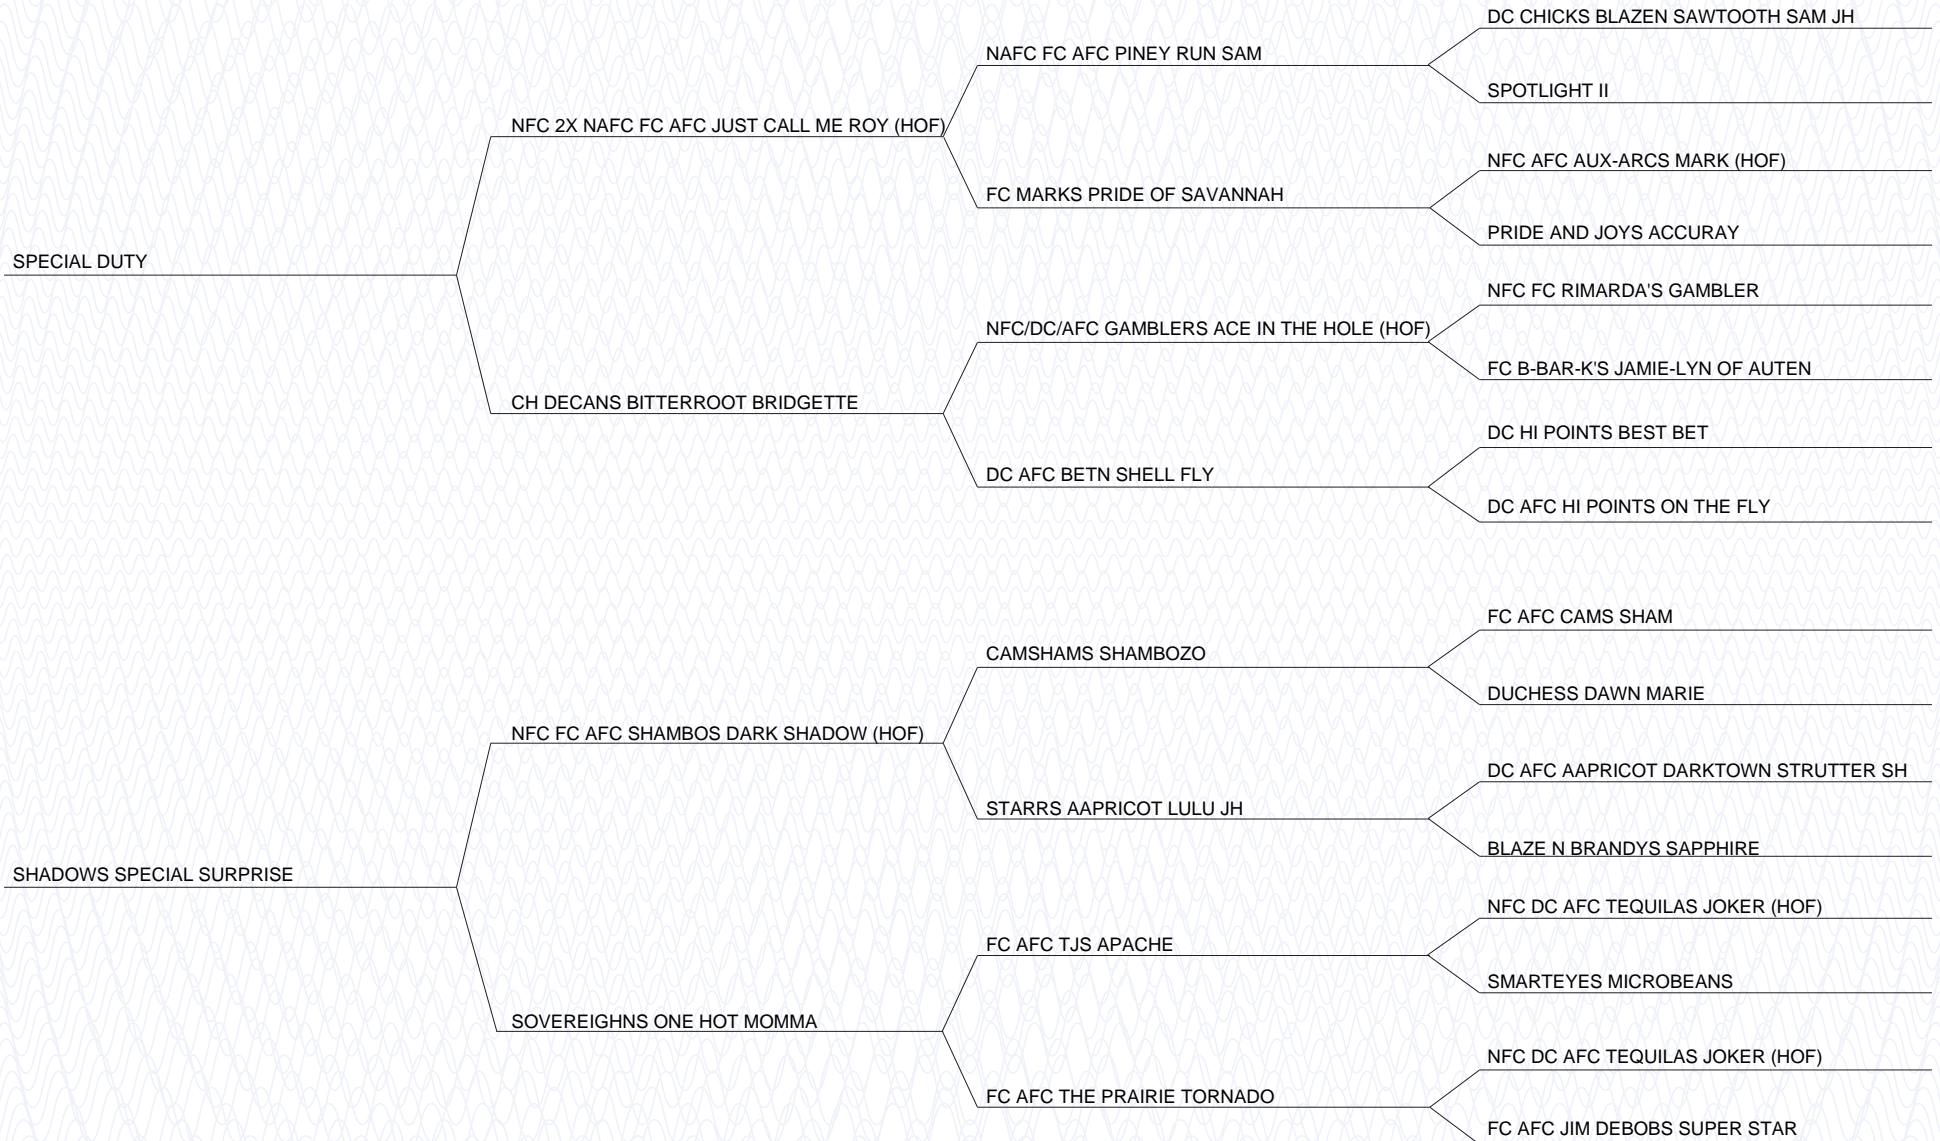 DC CHICKS BLAZEN SAWTOOTH SAM JH
NAFC FC AFC PINEY RUN SAM
SPOTLIGHT II
NFC 2X NAFC FC AFC JUST CALL ME ROY (HOF)
NFC AFC AUX-ARCS MARK (HOF)
FC MARKS PRIDE OF SAVANNAH
PRIDE AND JOYS ACCURAY
SPECIAL DUTY
NFC FC RIMARDA'S GAMBLER
NFC/DC/AFC GAMBLERS ACE IN THE HOLE (HOF)
FC B-BAR-K'S JAMIE-LYN OF AUTEN
CH DECANS BITTERROOT BRIDGETTE
DC HI POINTS BEST BET
DC AFC BETN SHELL FLY
DC AFC HI POINTS ON THE FLY
FC AFC CAMS SHAM
CAMSHAMS SHAMBOZO
DUCHESS DAWN MARIE
NFC FC AFC SHAMBOS DARK SHADOW (HOF)
DC AFC AAPRICOT DARKTOWN STRUTTER SH
STARRS AAPRICOT LULU JH
BLAZE N BRANDYS SAPPHIRE
SHADOWS SPECIAL SURPRISE
NFC DC AFC TEQUILAS JOKER (HOF)
FC AFC TJS APACHE
SMARTEYES MICROBEANS
SOVEREIGHNS ONE HOT MOMMA
NFC DC AFC TEQUILAS JOKER (HOF)
FC AFC THE PRAIRIE TORNADO
FC AFC JIM DEBOBS SUPER STAR